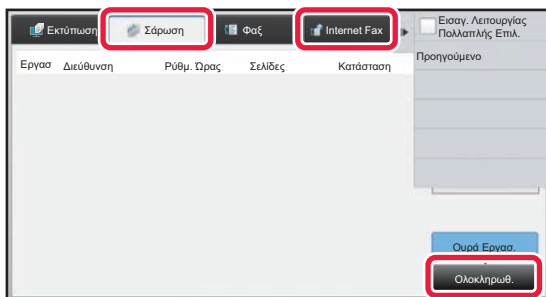 Εκτύπωση
Σάρωση
Φαξ
Internet Fax
Εισαγ. Λειτουργίας
Πολλαπλής Επιλ.
Προηγούμενο
Εργασ Διεύθυνση Ρύθμ. Ώρας Σελίδες Κατάσταση
Ουρά Εργασ.
Ολοκληρωθ.